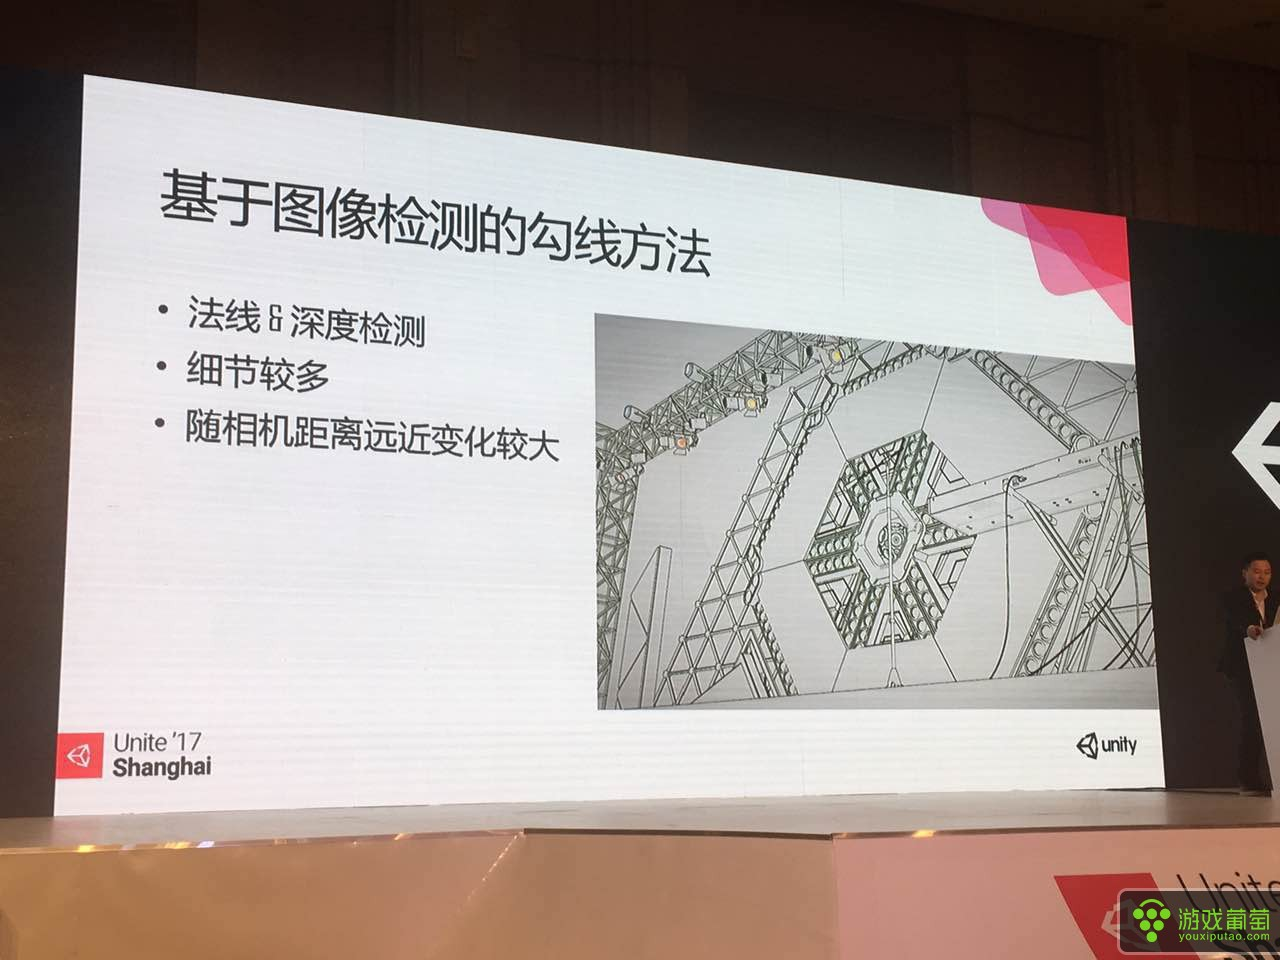 基于图像检测的勾线方法
• 法线 & 深度检测
• 细节较多
• 随相机距离远近变化较大
Unite '17
Shanghai
unity
Unite
游戏葡萄
youxiputao.com